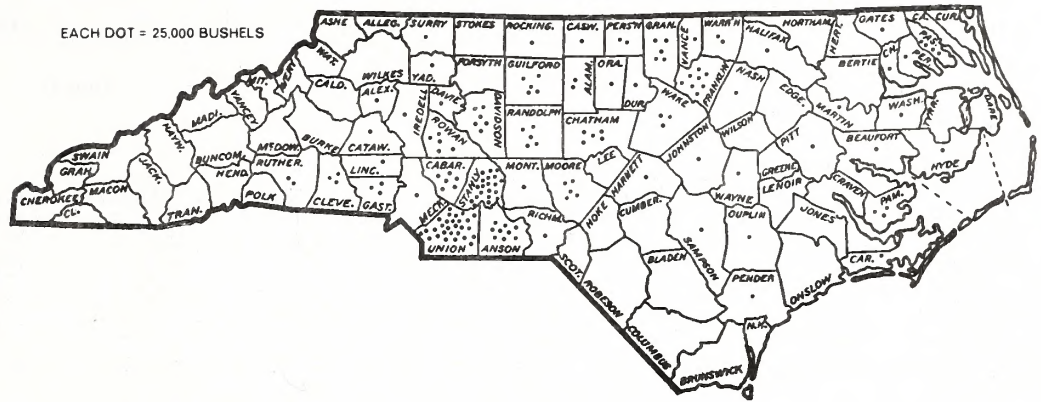 EACH DOT = 25,000 BUSHELS
ASHE ALLEG. SURRY STOKES ROCKING. CASW. PERS'N GRAN. VANCE WARR'N NORTHAM. HERT. GATES CUR.
WAT. WILKES YAD. FORSYTH GUILFORD ALAM. ORA. DUR. FRANKLIN HALIFAX BERTIE CH. PER. PAS.
MIT. AVERY CALD. ALEX. IREDELL DAVIE DAVIDSON RANDOLPH CHATHAM WAKE NASH EDGE. MARTIN WASH. TYRR. DARE
MADI. YANCEY BURKE CATAW. ROWAN JOHNSTON WILSON PITT BEAUFORT HYDE
SWAIN HAYW. BUNCOM. McDOW. LINC. CABAR. STANLY MONT. MOORE LEE HARNETT WAYNE GREENE LENOIR CRAVEN PAM.
GRAH. JACK. HEND. RUTHER.
CHEROKEE MACON CL. TRAN. POLK CLEVE. GAST. MECK. RICHM. HOKE CUMBER. SAMPSON DUPLIN JONES
UNION ANSON SCOT. BLADEN PENDER ONSLOW CAR.
ROBESON
COLUMBUS N.H.
BRUNSWICK